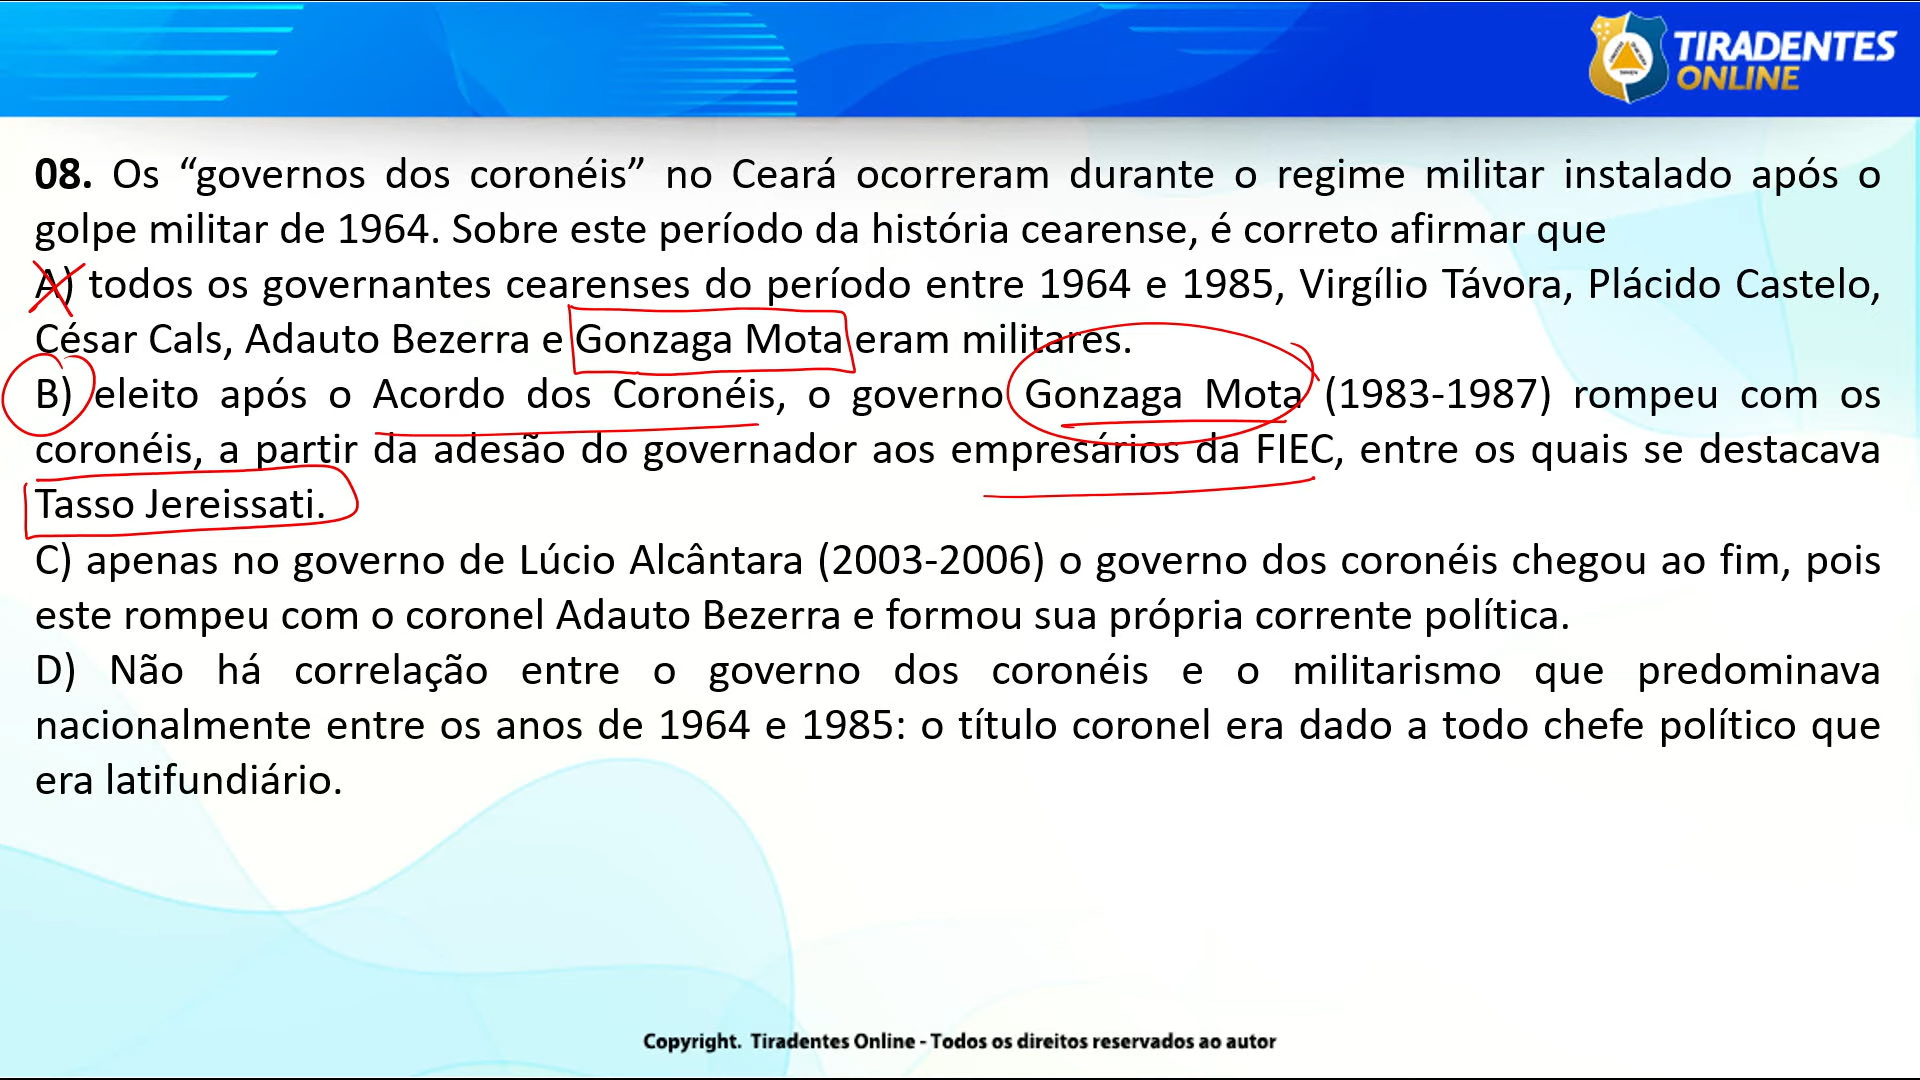 TIRADENTES
ONLINE
08. Os “governos dos coronéis” no Ceará ocorreram durante o regime militar instalado após o
golpe militar de 1964. Sobre este período da história cearense, é correto afirmar que
A) todos os governantes cearenses do período entre 1964 e 1985, Virgílio Távora, Plácido Castelo,
César Cals, Adauto Bezerra e Gonzaga Mota eram militares.
B) eleito após o Acordo dos Coronéis, o governo Gonzaga Mota (1983-1987) rompeu com os
coronéis, a partir da adesão do governador aos empresários da FIEC, entre os quais se destacava
Tasso Jereissati.
C) apenas no governo de Lúcio Alcântara (2003-2006) o governo dos coronéis chegou ao fim, pois
este rompeu com o coronel Adauto Bezerra e formou sua própria corrente política.
D) Não há correlação entre o governo dos coronéis e o militarismo que predominava
nacionalmente entre os anos de 1964 e 1985: o título coronel era dado a todo chefe político que
era latifundiário.
Copyright. Tiradentes Online - Todos os direitos reservados ao autor